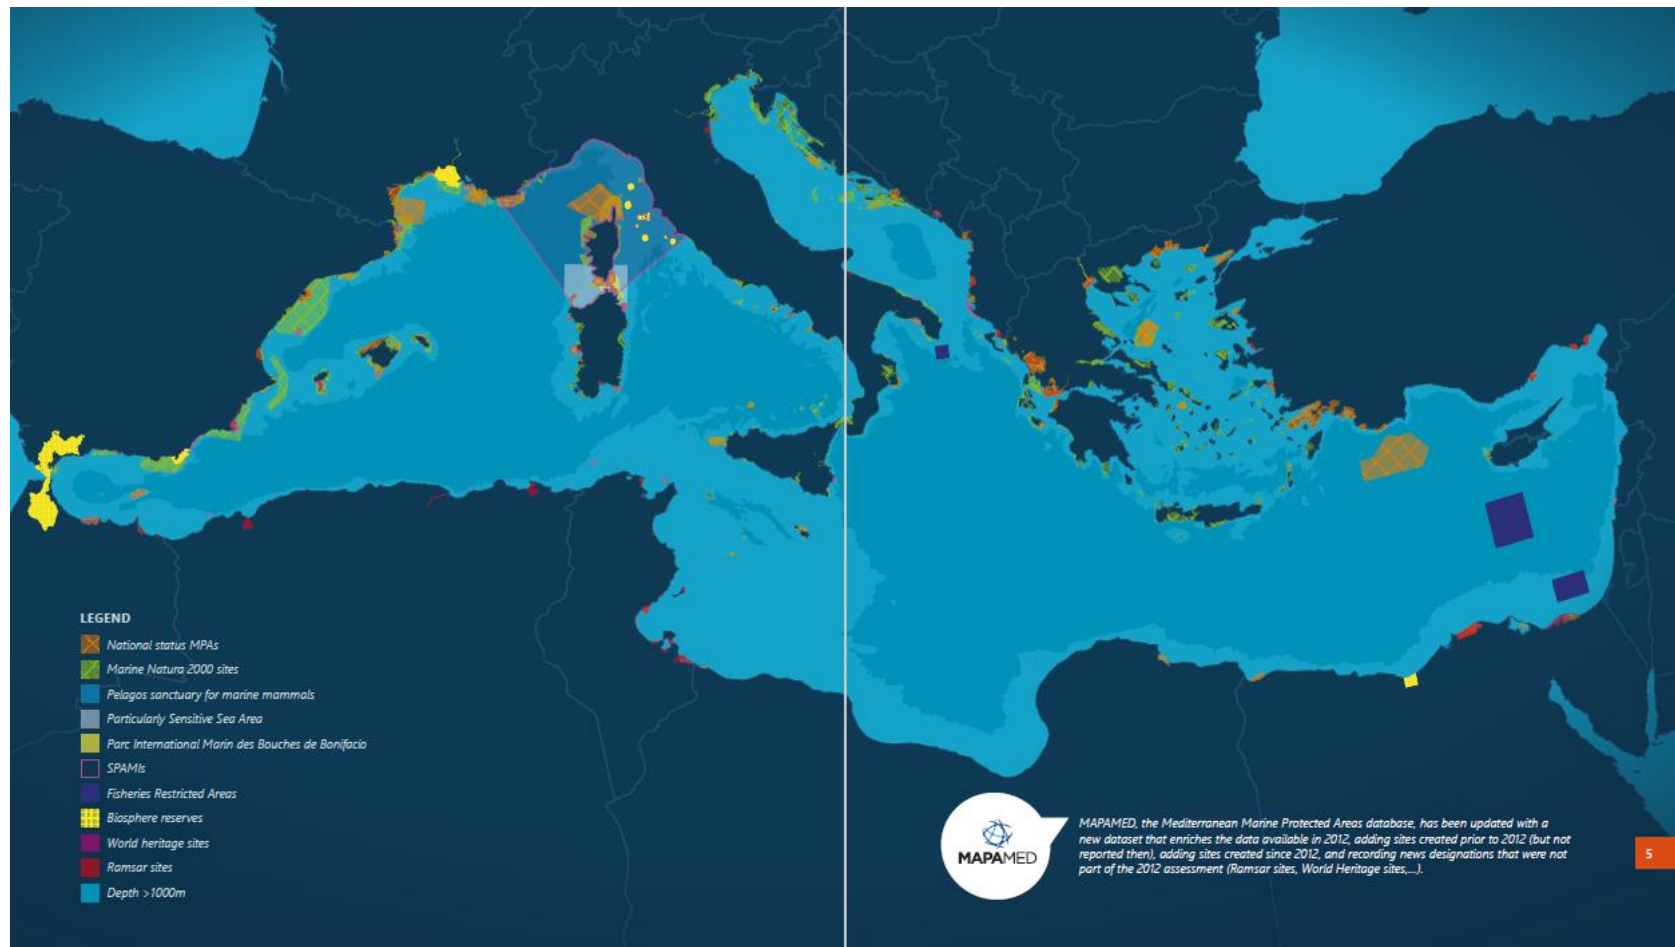 LEGEND
National status MPAs
Marine Natura 2000 sites
Pelagos sanctuary for marine mammals
Particularly Sensitive Sea Area
Parc International Marin des Bouches de Bonifacio
SPAMIs
Fisheries Restricted Areas
Biosphere reserves
World heritage sites
Ramsar sites
Depth >1000m
MAPAMED
MAPAMED, the Mediterranean Marine Protected Areas database, has been updated with a
new dataset that enriches the data available in 2012, adding sites created prior to 2012 (but not
reported then), adding sites created since 2012, and recording news designations that were not
part of the 2012 assessment (Ramsar sites, World Heritage sites,...).
5